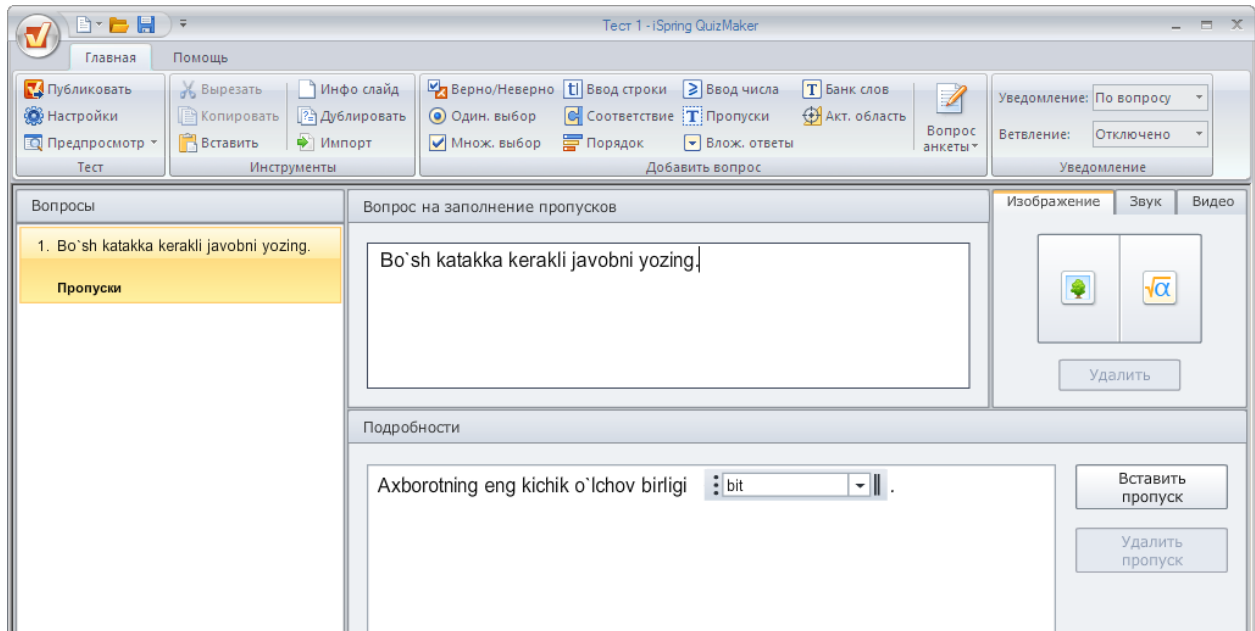 Тест 1 - iSpring QuizMaker
Главная Помощь
Публиковать Вырезать Инфо слайд Верно/Неверно Ввод строки Ввод числа Банк слов
Настройки Копировать Дублировать Один. выбор Соответствие Пропуски Акт. область
Предпросмотр Вставить Импорт Множ. выбор Порядок Влож. ответы
Вопрос
анкеты
Уведомление: По вопросу
Ветвление: Отключено
Тест Инструменты Добавить вопрос Уведомление
Вопросы
1. Bo`sh katakka kerakli javobni yozing.
Пропуски
Вопрос на заполнение пропусков
Bo`sh katakka kerakli javobni yozing.
Изображение Звук Видео
√α
Удалить
Подробности
Axborotning eng kichik o`lchov birligi bit .
Вставить
пропуск
Удалить
пропуск